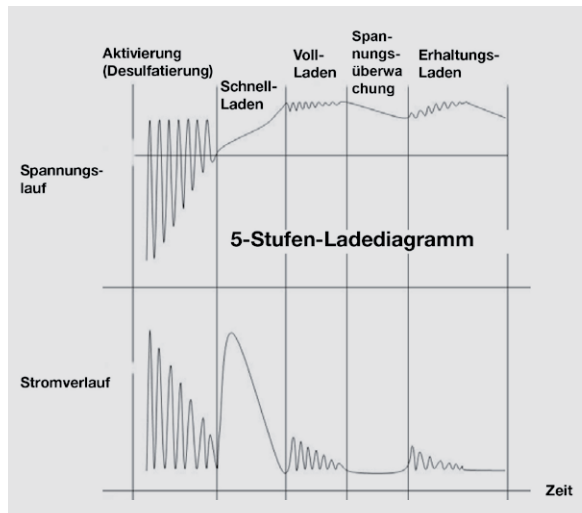 Aktivierung
(Desulfatierung)
Schnell-
Laden
Voll-
Laden
Span-
nungs-
überwa
chung
Erhaltungs-
Laden
Spannungs-
lauf
5-Stufen-Ladediagramm
Stromverlauf
Zeit